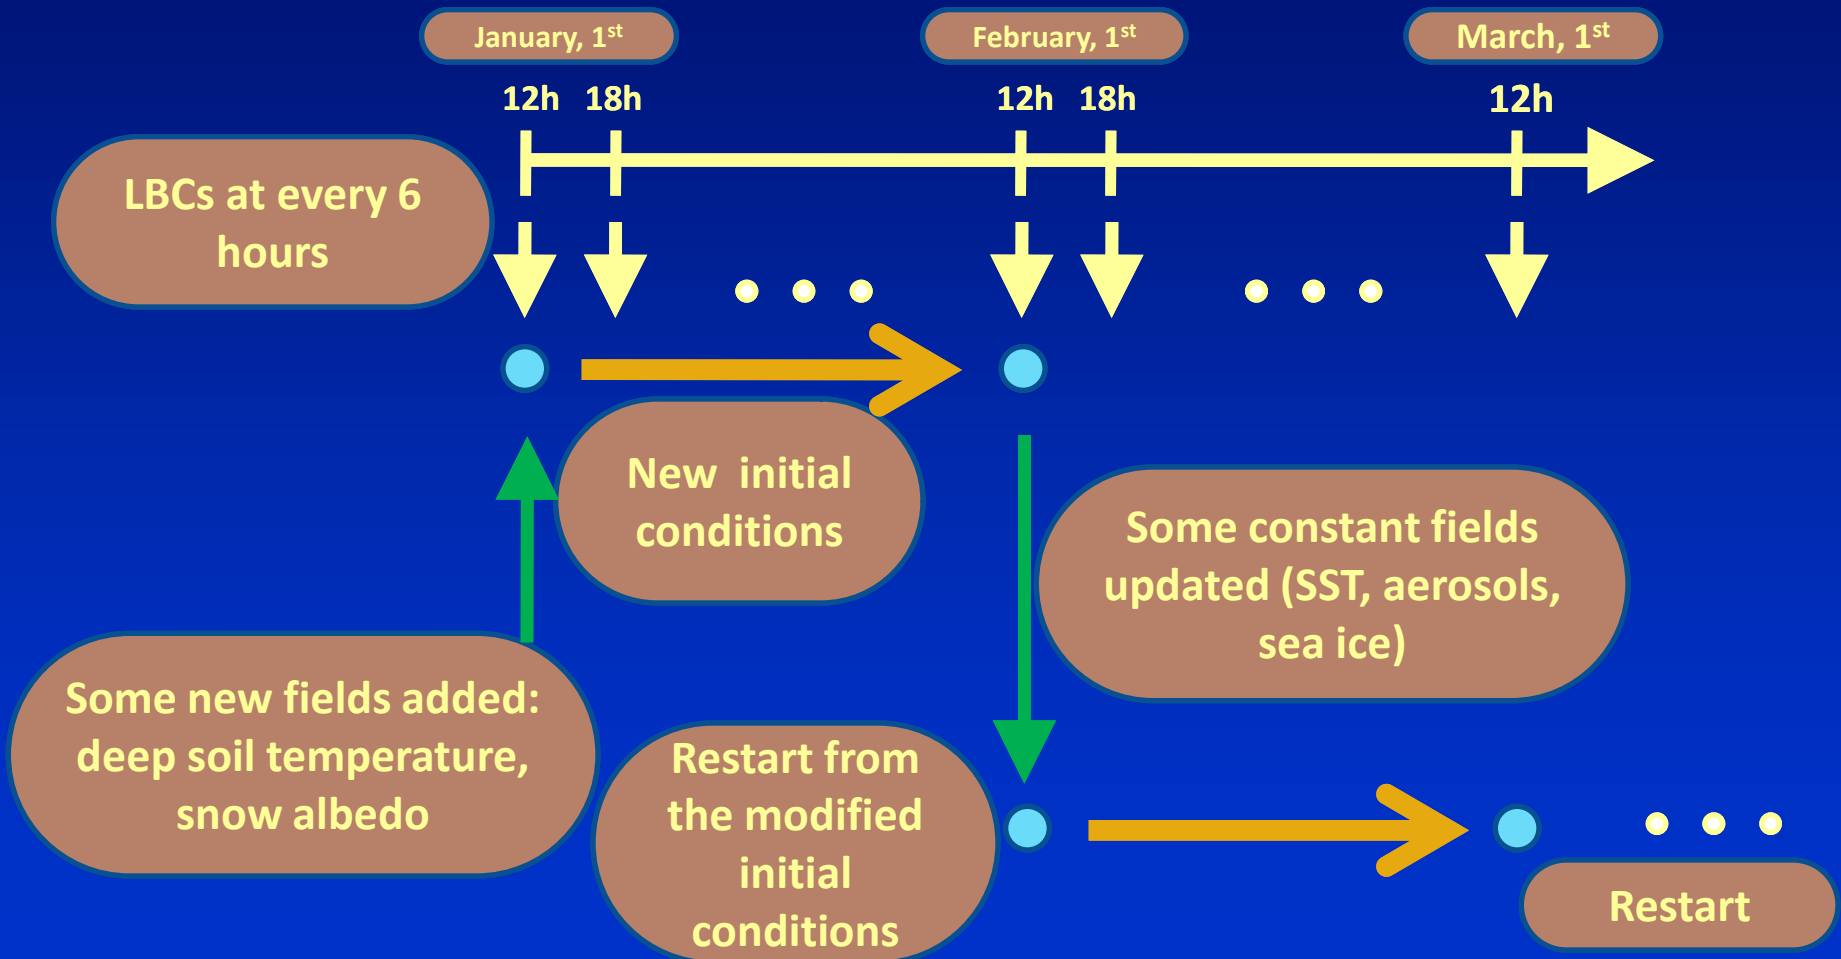 January, 1st
February, 1st
March, 1st
12h 18h
12h 18h
12h
LBCs at every 6
hours
New initial
conditions
Some constant fields
updated (SST, aerosols,
sea ice)
Some new fields added:
deep soil temperature,
snow albedo
Restart from
the modified
initial
conditions
Restart